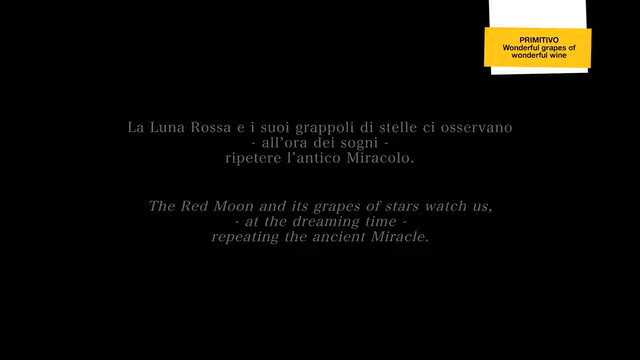 PRIMITIVO
Wonderful grapes of
wonderful wine
La Luna Rossa e i suoi grappoli di stelle ci osservano
- all'ora dei sogni -
ripetere l'antico Miracolo.
The Red Moon and its grapes of stars watch us,
- at the dreaming time -
repeating the ancient Miracle.